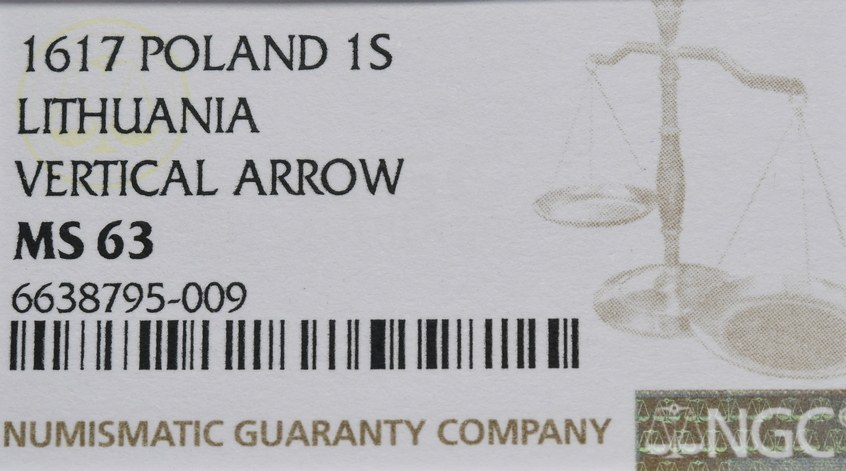 1617 POLAND 1S
LITHUANIA
VERTICAL ARROW
MS 63
6638795-009
NUMISMATIC GUARANTY COMPANY
NGC